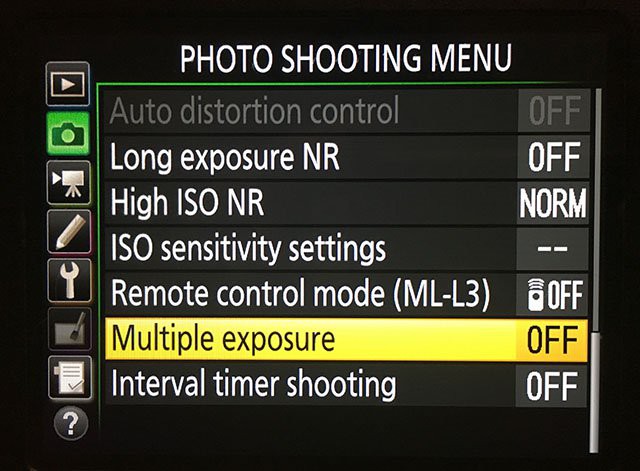 PHOTO SHOOTING MENU
Auto distortion control OFF
Long exposure NR OFF
High ISO NR NORM
ISO sensitivity settings --
Remote control mode (ML-L3) OFF
Multiple exposure OFF
Interval timer shooting OFF
?